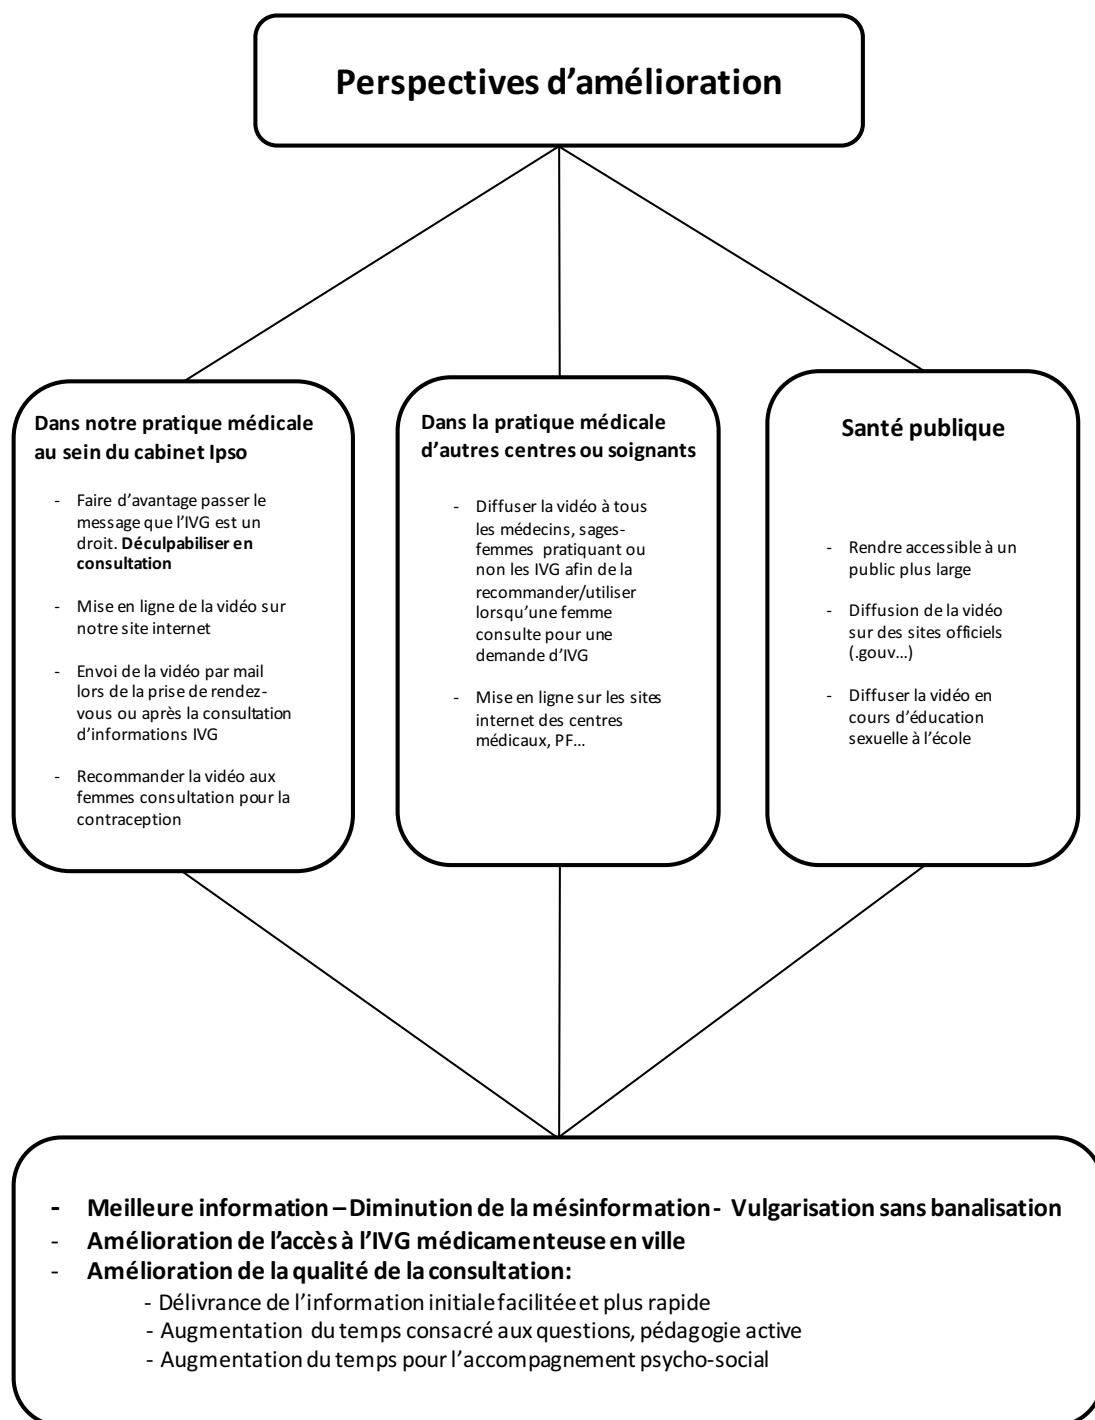 Perspectives d’amélioration
Dans notre pratique médicale
au sein du cabinet Ipso
- Faire d’avantage passer le
message que l’IVG est un
droit. Déculpabiliser en
consultation
- Mise en ligne de la vidéo sur
notre site internet
- Envoi de la vidéo par mail
lors de la prise de rendez-
vous ou après la consultation
d’informations IVG
- Recommander la vidéo aux
femmes consultation pour la
contraception
Dans la pratique médicale
d’autres centres ou soignants
- Diffuser la vidéo à tous
les médecins, sages-
femmes pratiquant ou
non les IVG afin de la
recommander/utiliser
lorsqu’une femme
consulte pour une
demande d’IVG
- Mise en ligne sur les sites
internet des centres
médicaux, PF...
Santé publique
- Rendre accessible à un
public plus large
- Diffusion de la vidéo
sur des sites officiels
(.gouv...)
- Diffuser la vidéo en
cours d’éducation
sexuelle à l’école
- Meilleure information – Diminution de la mésinformation - Vulgarisation sans banalisation
- Amélioration de l’accès à l’IVG médicamenteuse en ville
- Amélioration de la qualité de la consultation:
- Délivrance de l’information initiale facilitée et plus rapide
- Augmentation du temps consacré aux questions, pédagogie active
- Augmentation du temps pour l’accompagnement psycho-social